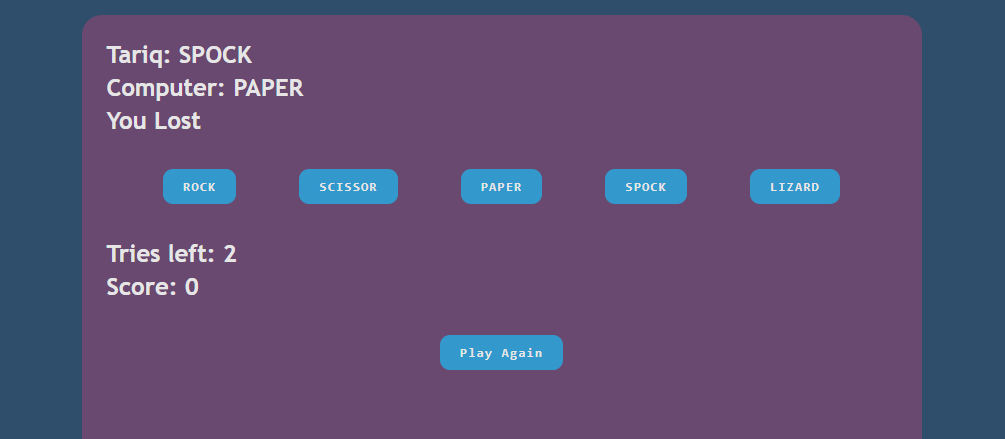 Tariq: SPOCK
Computer: PAPER
You Lost
ROCK SCISSOR PAPER SPOCK LIZARD
Tries left: 2
Score: 0
Play Again